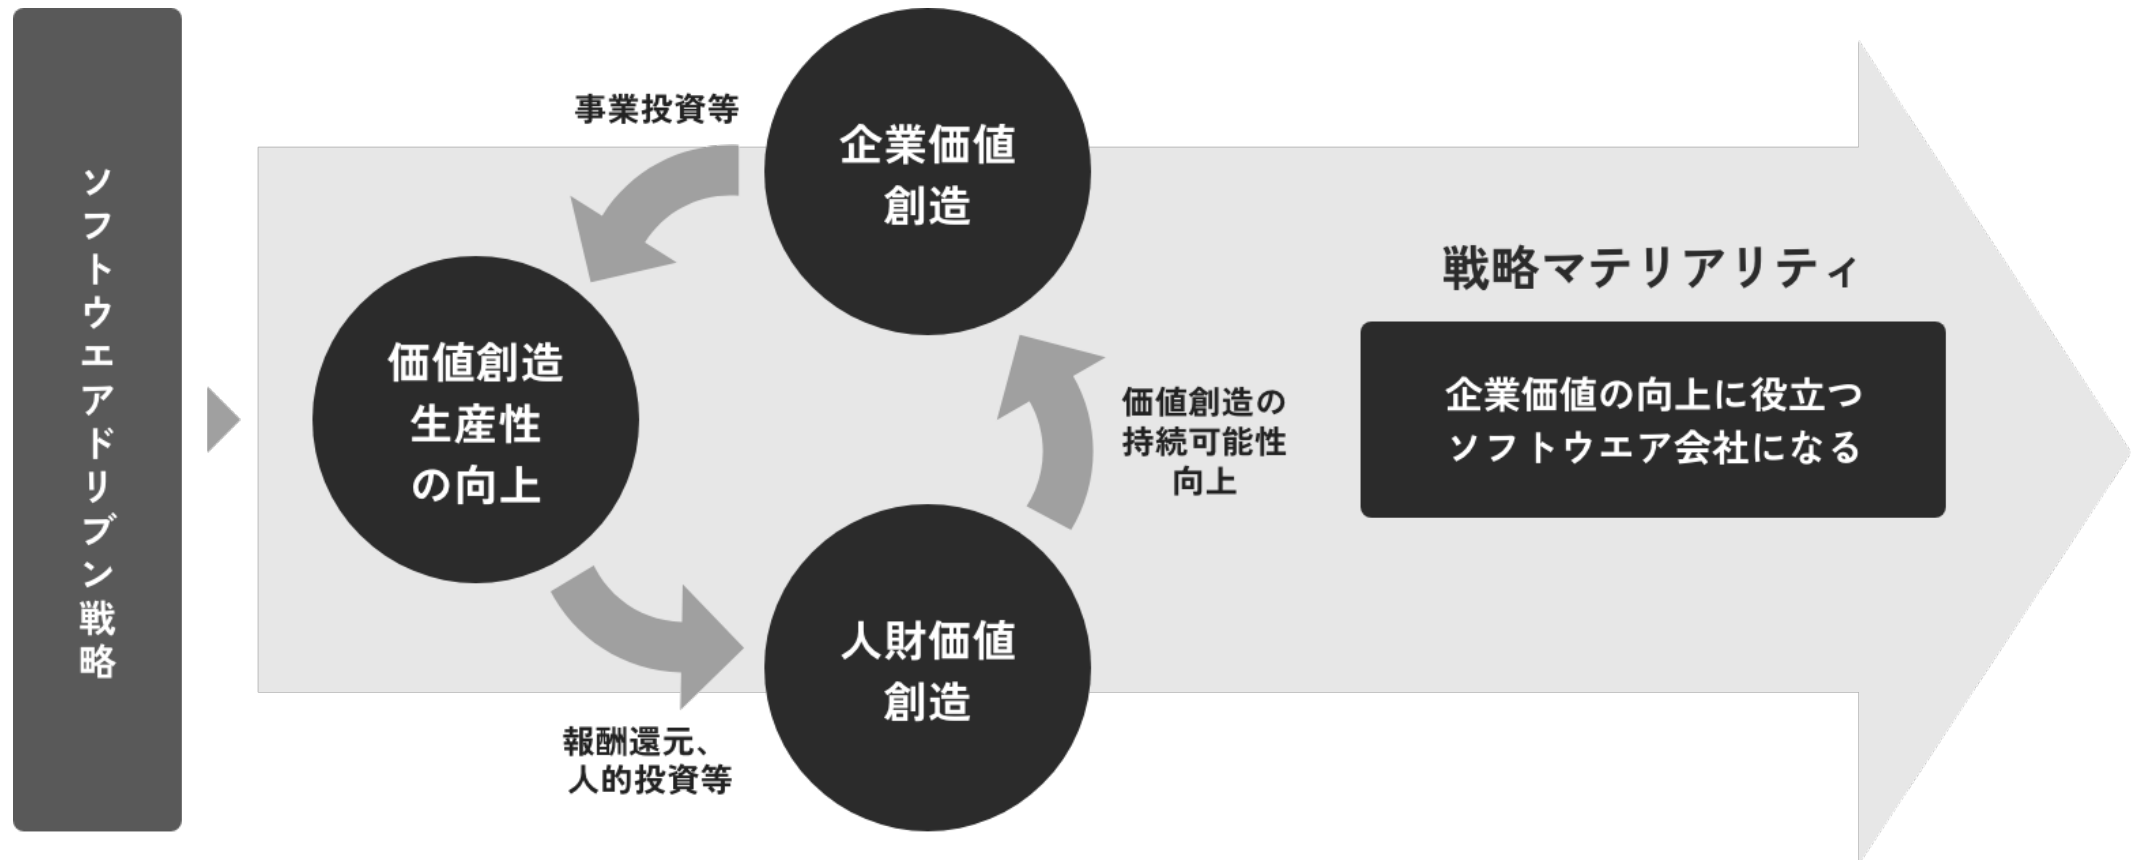 ソフトウエアドリブン戦略
事業投資等
企業価値
創造
価値創造
生産性
の向上
価値創造の
持続可能性
向上
人財価値
創造
報酬還元、
人的投資等
戦略マテリアリティ
企業価値の向上に役立つ
ソフトウエア会社になる